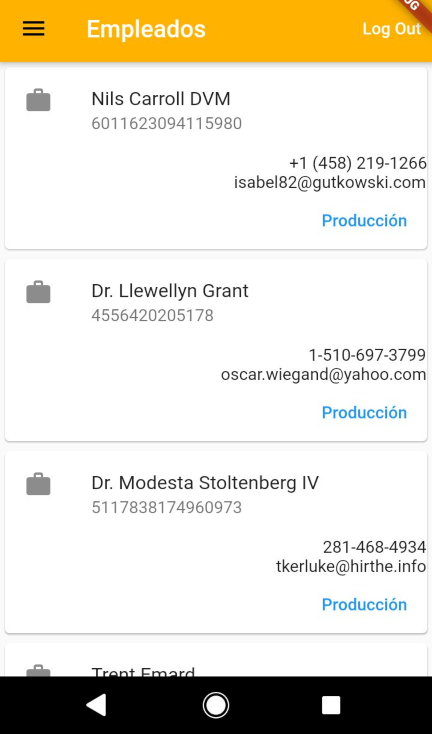 Empleados
Log Out
Nils Carroll DVM
6011623094115980
+1 (458) 219-1266
isabel82@gutkowski.com
Producción
Dr. Llewellyn Grant
4556420205178
1-510-697-3799
oscar.wiegand@yahoo.com
Producción
Dr. Modesta Stoltenberg IV
5117838174960973
281-468-4934
tkerluke@hirthe.info
Producción
Trent Emard